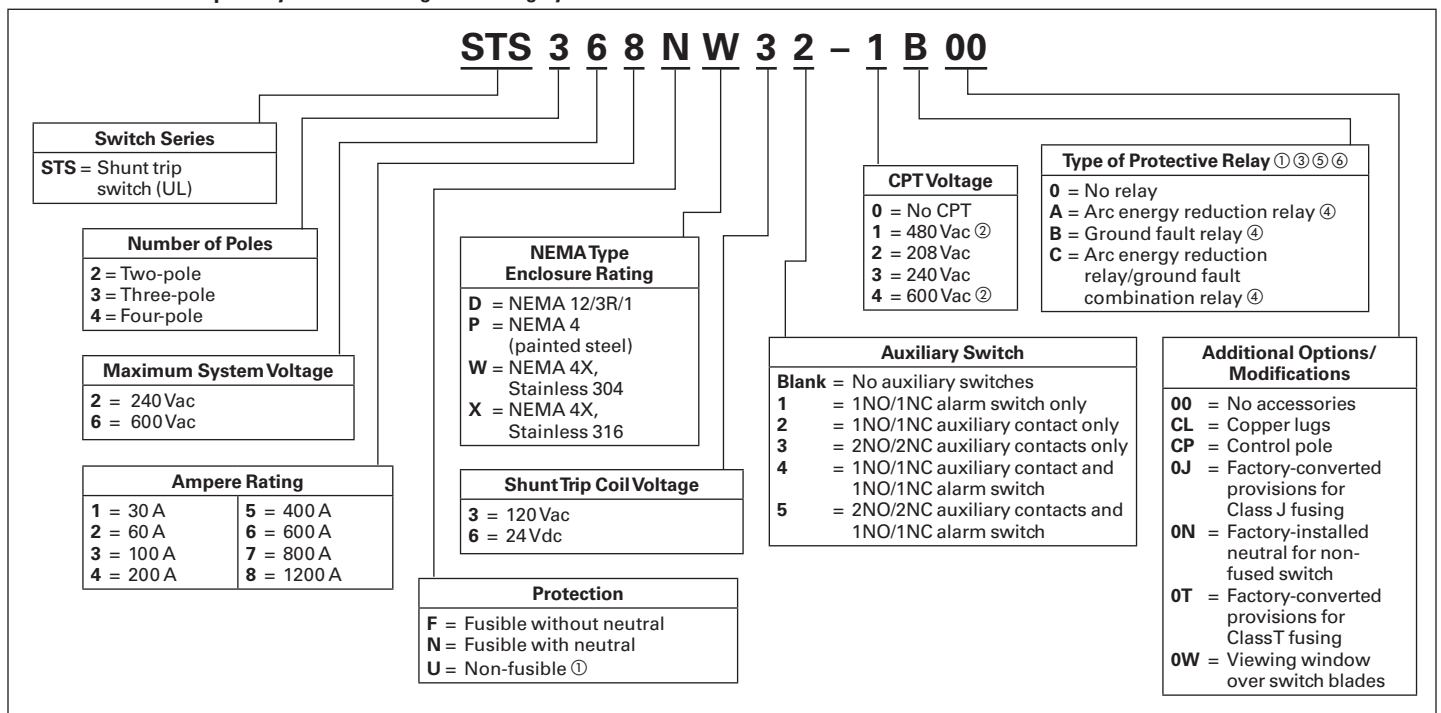 STS 3 6 8 N W 3 2 – 1 B 00
Switch Series
STS = Shunt trip
switch (UL)
Number of Poles
2 = Two-pole
3 = Three-pole
4 = Four-pole
Maximum System Voltage
2 = 240 Vac
6 = 600 Vac
Ampere Rating
1 = 30 A
2 = 60 A
3 = 100 A
4 = 200 A
5 = 400 A
6 = 600 A
7 = 800 A
8 = 1200 A
Protection
F = Fusible without neutral
N = Fusible with neutral
U = Non-fusible ①
NEMA Type
Enclosure Rating
D = NEMA 12/3R/1
P = NEMA 4
(painted steel)
W = NEMA 4X,
Stainless 304
X = NEMA 4X,
Stainless 316
Shunt Trip Coil Voltage
3 = 120 Vac
6 = 24 Vdc
Auxiliary Switch
Blank = No auxiliary switches
1 = 1NO/1NC alarm switch only
2 = 1NO/1NC auxiliary contact only
3 = 2NO/2NC auxiliary contacts only
4 = 1NO/1NC auxiliary contact and
1NO/1NC alarm switch
5 = 2NO/2NC auxiliary contacts and
1NO/1NC alarm switch
CPT Voltage
0 = No CPT
1 = 480 Vac ②
2 = 208 Vac
3 = 240 Vac
4 = 600 Vac ②
Type of Protective Relay ①③⑤⑥
0 = No relay
A = Arc energy reduction relay ④
B = Ground fault relay ④
C = Arc energy reduction
relay/ground fault
combination relay ④
Additional Options/
Modifications
00 = No accessories
CL = Copper lugs
CP = Control pole
0J = Factory-converted
provisions for
Class J fusing
0N = Factory-installed
neutral for non-
fused switch
0T = Factory-converted
provisions for
Class T fusing
0W = Viewing window
over switch blades